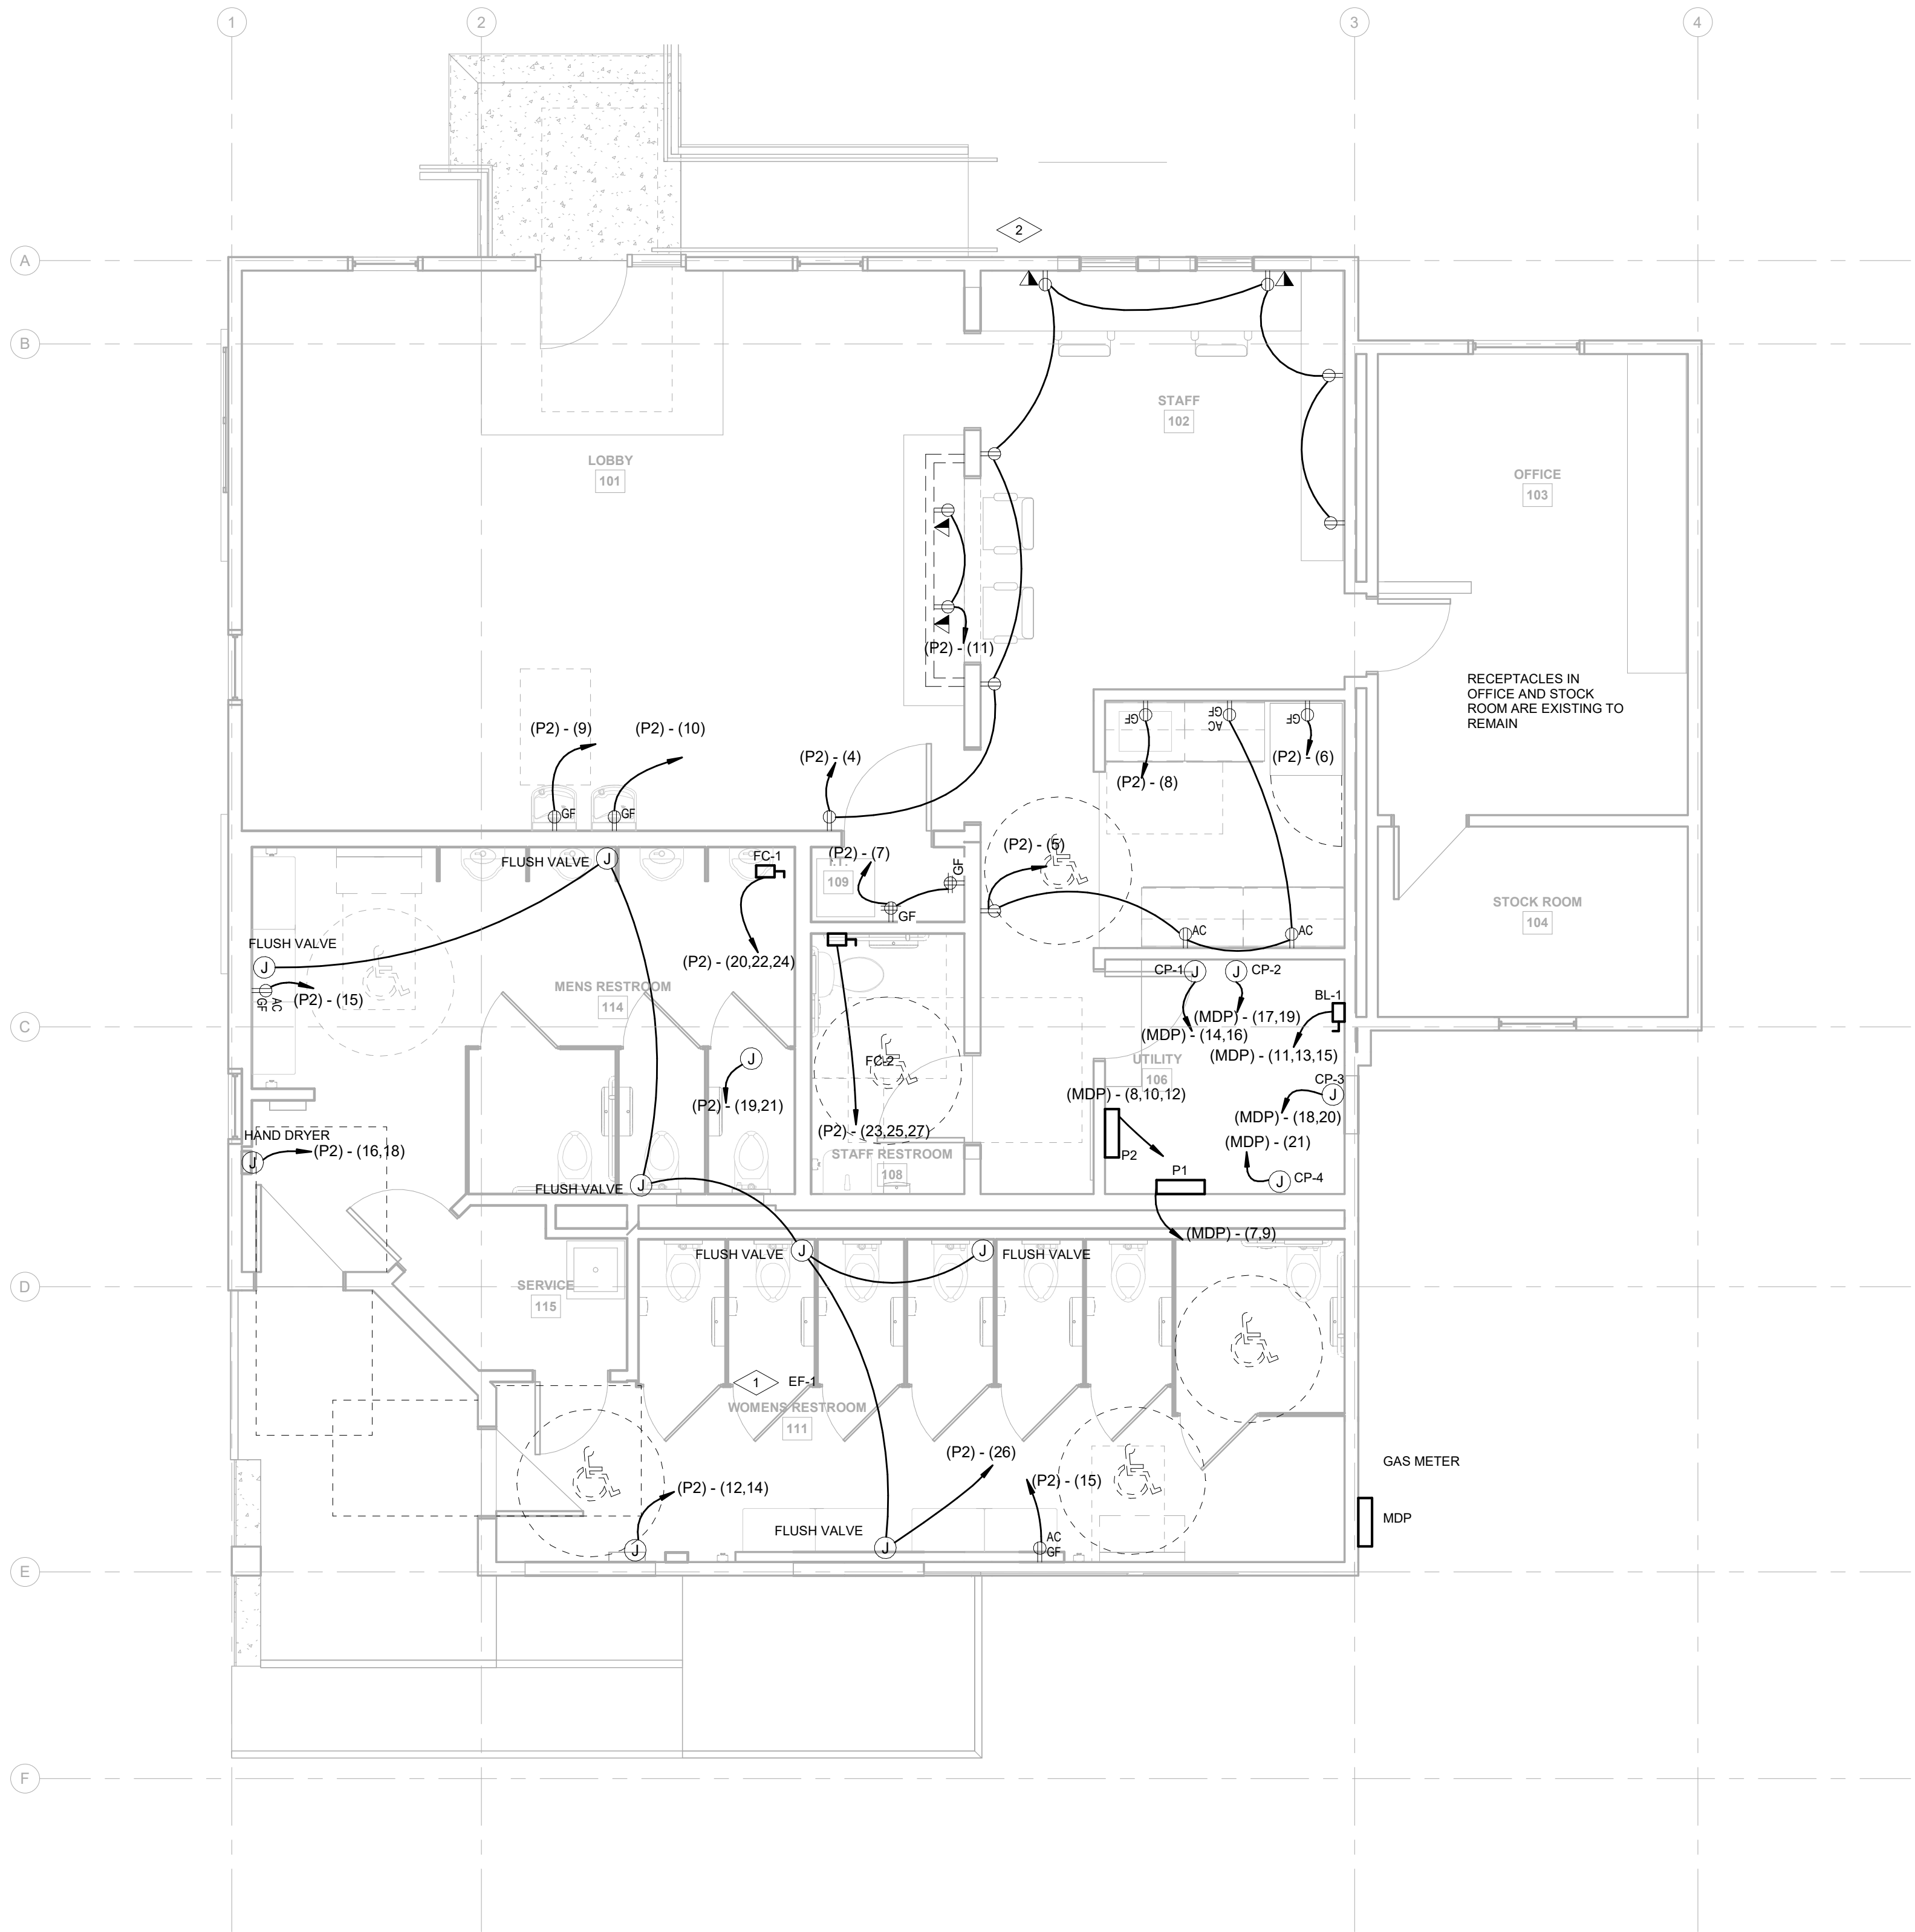 1
2
3
4
2
A
B
STAFF
102
LOBBY
101
OFFICE
103
(P2) - (11)
RECEPTACLES IN
OFFICE AND STOCK
ROOM ARE EXISTING TO
REMAIN
GF
GF
AC
GF
(P2) - (9)
(P2) - (10)
(P2) - (4)
(P2) - (6)
(P2) - (8)
GF
GF
(P2) - (5)
(P2) - (7)
FLUSH VALVE
J
FC-1
I.T.
109
GF
GF
STOCK ROOM
104
AC
AC
FLUSH VALVE
J
(P2) - (20,22,24)
CP-1
J
J
CP-2
MENS RESTROOM
114
AC
GF
(P2) - (15)
BL-1
(MDP) - (17,19)
C
(MDP) - (14,16)
(MDP) - (11,13,15)
J
FC-2
UTILITY
106
CP-3
J
(MDP) - (8,10,12)
(P2) - (19,21)
(MDP) - (18,20)
(P2) - (23,25,27)
HAND DRYER
(P2) - (16,18)
J
(MDP) - (21)
STAFF RESTROOM
108
P2
P1
J
CP-4
FLUSH VALVE
J
(MDP) - (7,9)
FLUSH VALVE
J
J
FLUSH VALVE
D
SERVICE
115
1
EF-1
WOMENS RESTROOM
111
(P2) - (26)
GAS METER
(P2) - (15)
(P2) - (12,14)
MDP
FLUSH VALVE
J
J
AC
GF
E
F